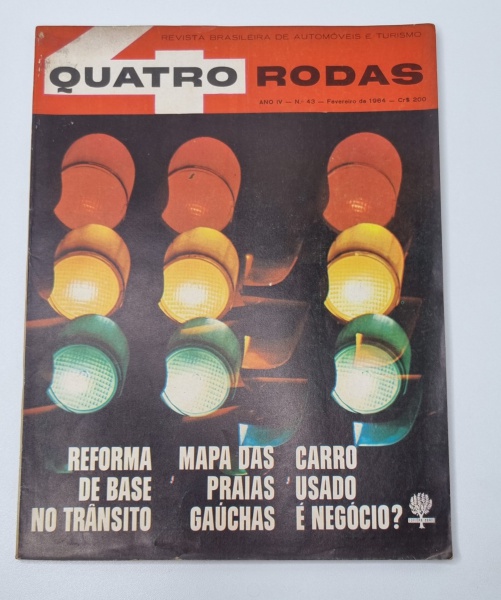 REVISTA BRASILEIRA DE AUTOMÓVEIS E TURISMO
4
QUATRO RODAS
ANO IV — N.º 43 — Fevereiro de 1964 — Cr$ 200
REFORMA
DE BASE
NO TRÂNSITO
MAPA DAS
PRAIAS
GAÚCHAS
CARRO
USADO
É NEGÓCIO?